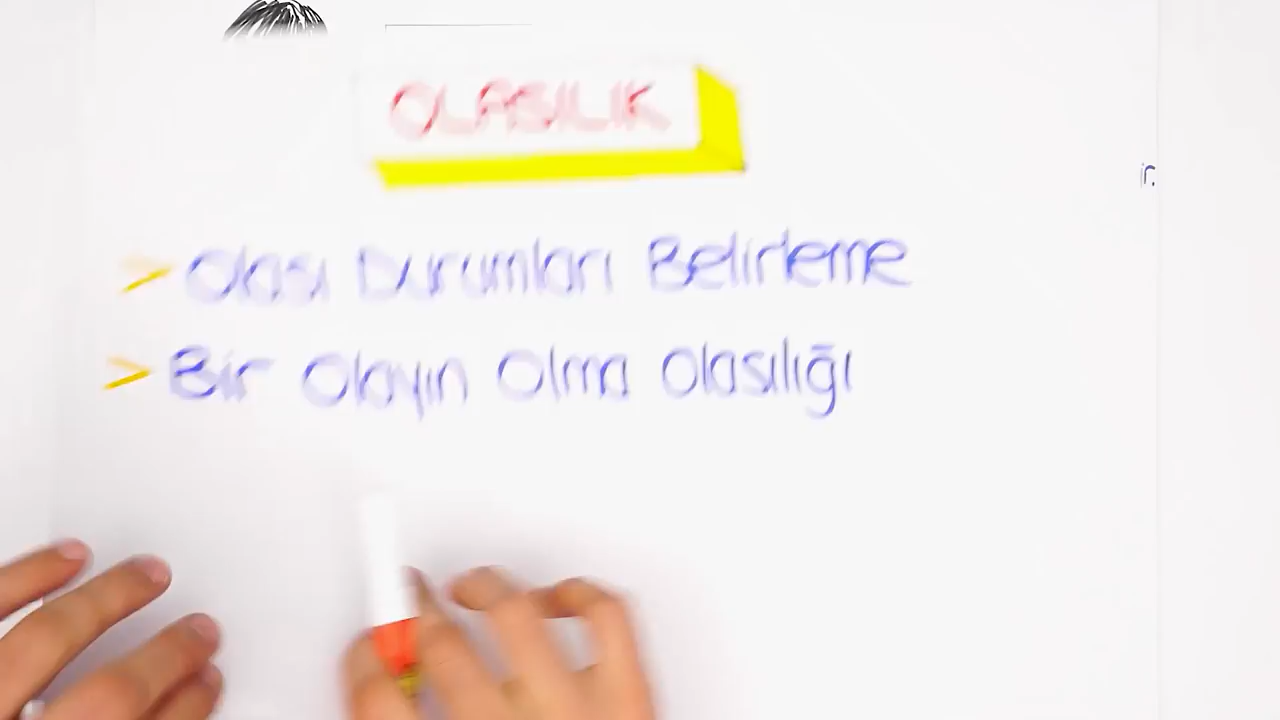 OLASILIK
> Olası Durumları Belirleme
> Bir Olayın Olma Olasılığı